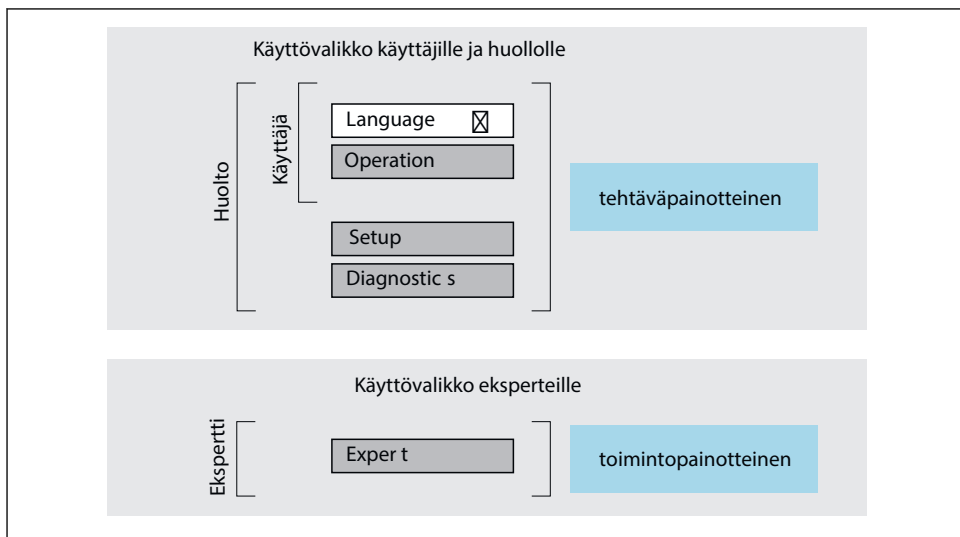 Käyttövalikko käyttäjille ja huollolle
Huolto
Käyttäjä
Language
Operation
Setup
Diagnostic s
tehtäväpainotteinen
Käyttövalikko eksperteille
Ekspertti
Exper t
toimintopainotteinen